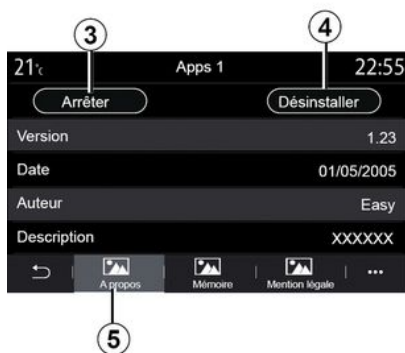 3
4
21°c Apps 1 22:55
Arrêter Désinstaller
Version 1.23
Date 01/05/2005
Auteur Easy
Description XXXXXX
A propos Mémoire Mention légale ...
5